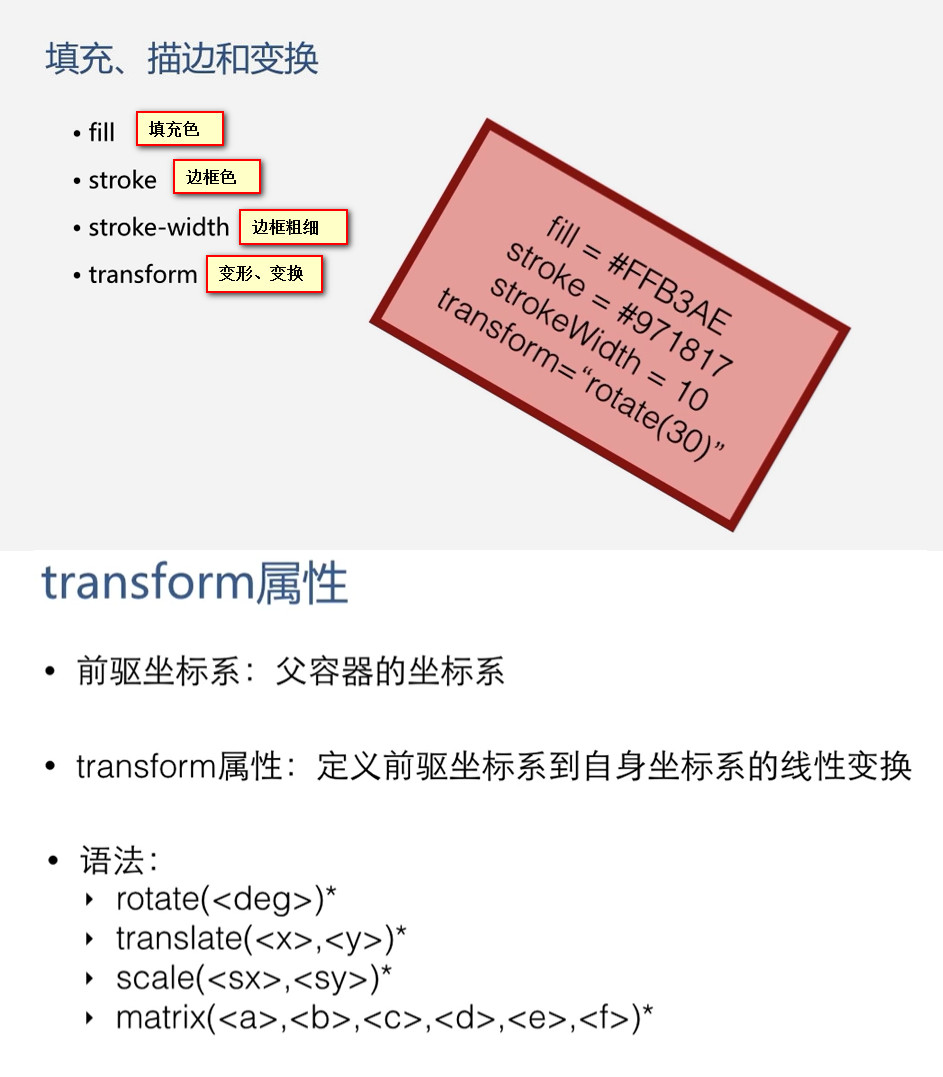 填充、描边和变换
• fill 填充色
• stroke 边框色
• stroke-width 边框粗细
• transform 变形、变换
fill = #FFB3AE
stroke = #971817
strokeWidth = 10
transform=“rotate(30)”
transform属性
• 前驱坐标系：父容器的坐标系
• transform属性：定义前驱坐标系到自身坐标系的线性变换
• 语法：
‣ rotate(<deg>)*
‣ translate(<x>,<y>)*
‣ scale(<sx>,<sy>)*
‣ matrix(<a>,<b>,<c>,<d>,<e>,<f>)*